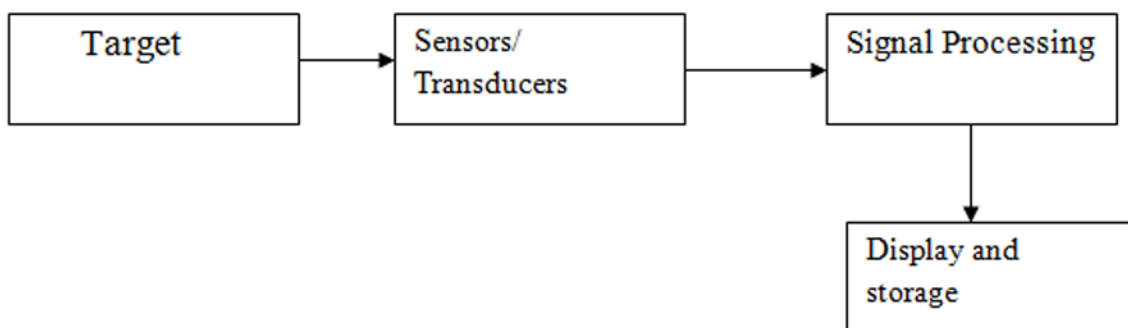 Target
Sensors/
Transducers
Signal Processing
Display and
storage